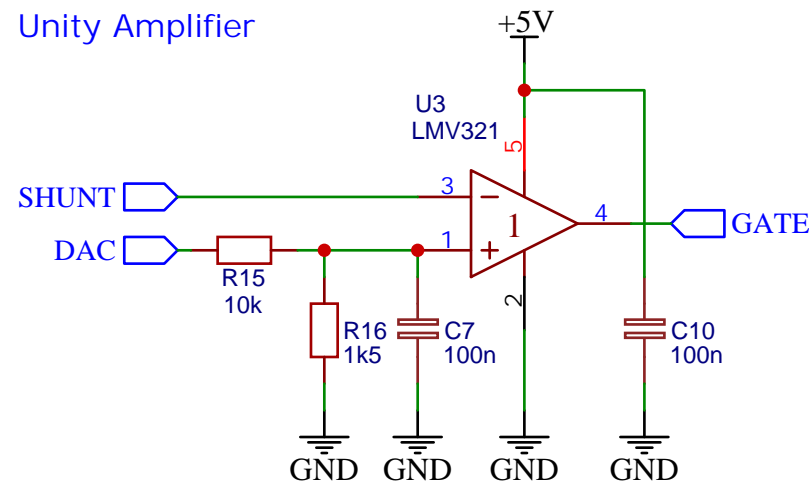 Unity Amplifier
+5V
U3
LMV321
5
SHUNT
3
−
1
4
GATE
DAC
1
+
R15
10k
2
R16
1k5
C7
100n
C10
100n
GND
GND
GND
GND